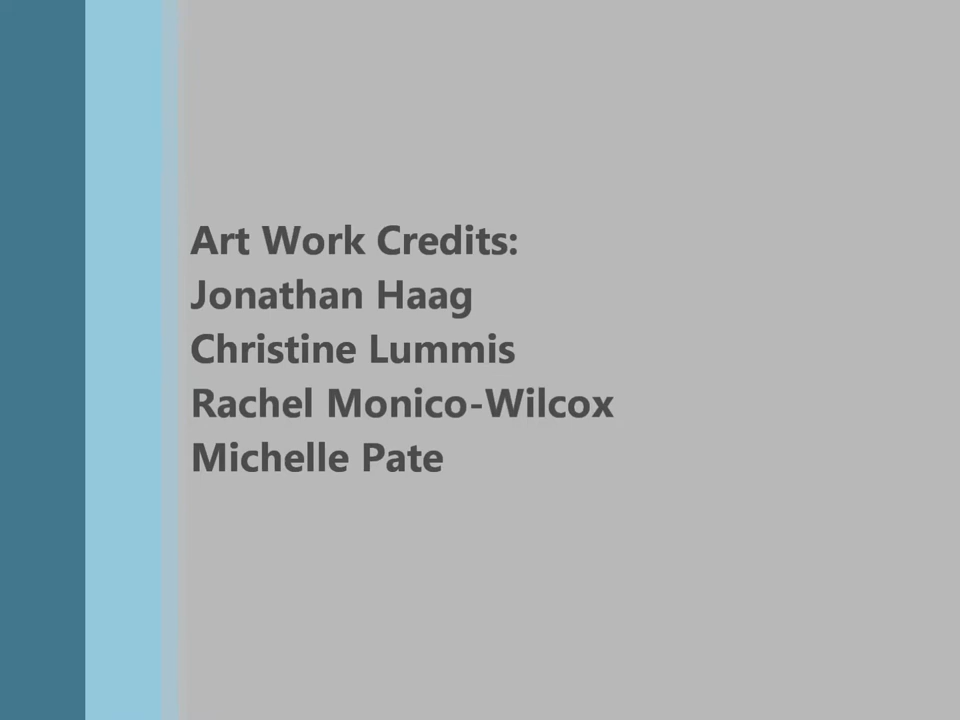 Art Work Credits:
Jonathan Haag
Christine Lummis
Rachel Monico-Wilcox
Michelle Pate